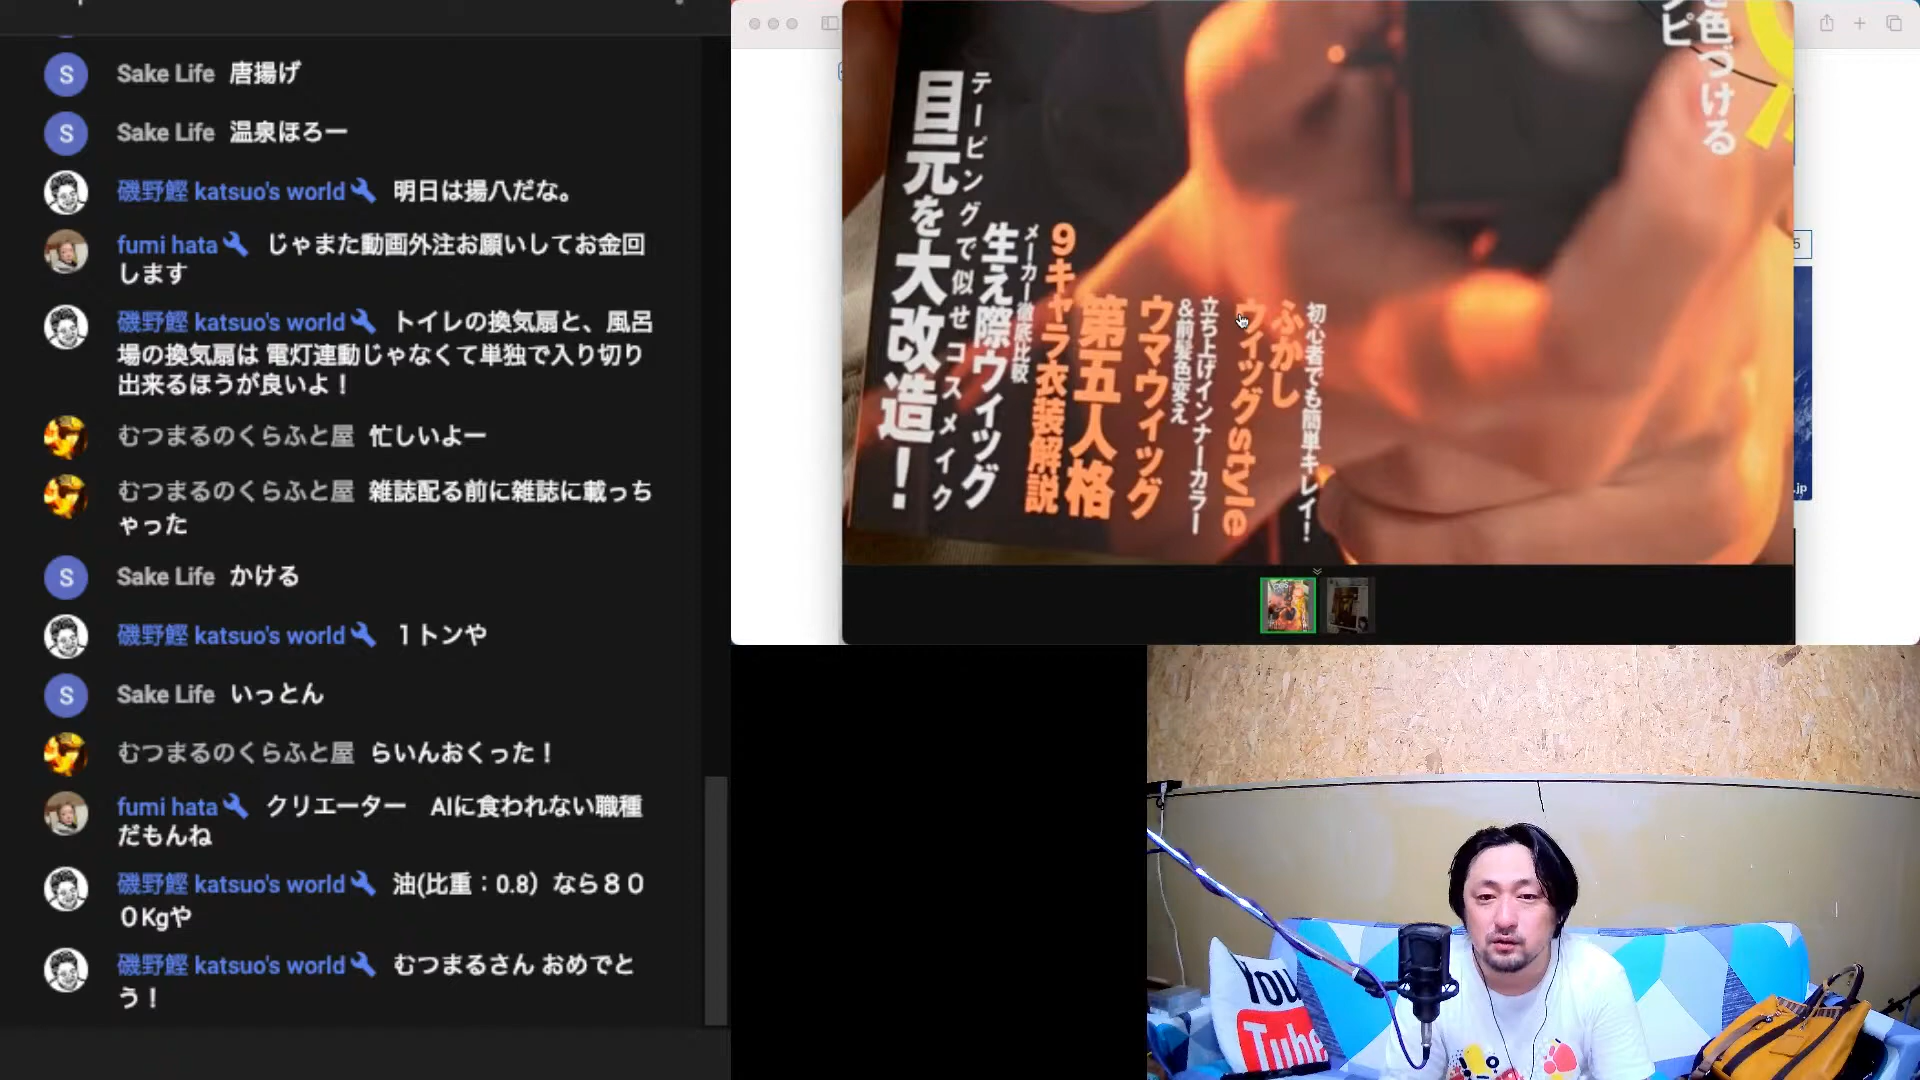 S Sake Life 唐揚げ
S Sake Life 温泉ほろー
磯野鰹 katsuo's world 明日は揚八だな。
fumi hata じゃまた動画外注お願いしてお金回
します
磯野鰹 katsuo's world トイレの換気扇と、風呂
場の換気扇は 電灯連動じゃなくて単独で入り切り
出来るほうが良いよ！
むつまるのくらふと屋 忙しいよー
むつまるのくらふと屋 雑誌配る前に雑誌に載っち
ゃった
S Sake Life かける
磯野鰹 katsuo's world １トンや
S Sake Life いっとん
むつまるのくらふと屋 らいんおくった！
fumi hata クリエーター　AIに食われない職種
だもんね
磯野鰹 katsuo's world 油(比重：0.8）なら８０
０Kgや
磯野鰹 katsuo's world むつまるさん おめでと
う！
色づける
ピ
初心者でも簡単キレイ！
ふかし
ウィッグstyle
立ち上げインナーカラー
&前髪色変え
ウマウィッグ
第五人格
9キャラ衣装解説
メーカー徹底比較
生え際ウィッグ
テーピングで似せコスメイク
目元を大改造！
5
.jp
You
Tube